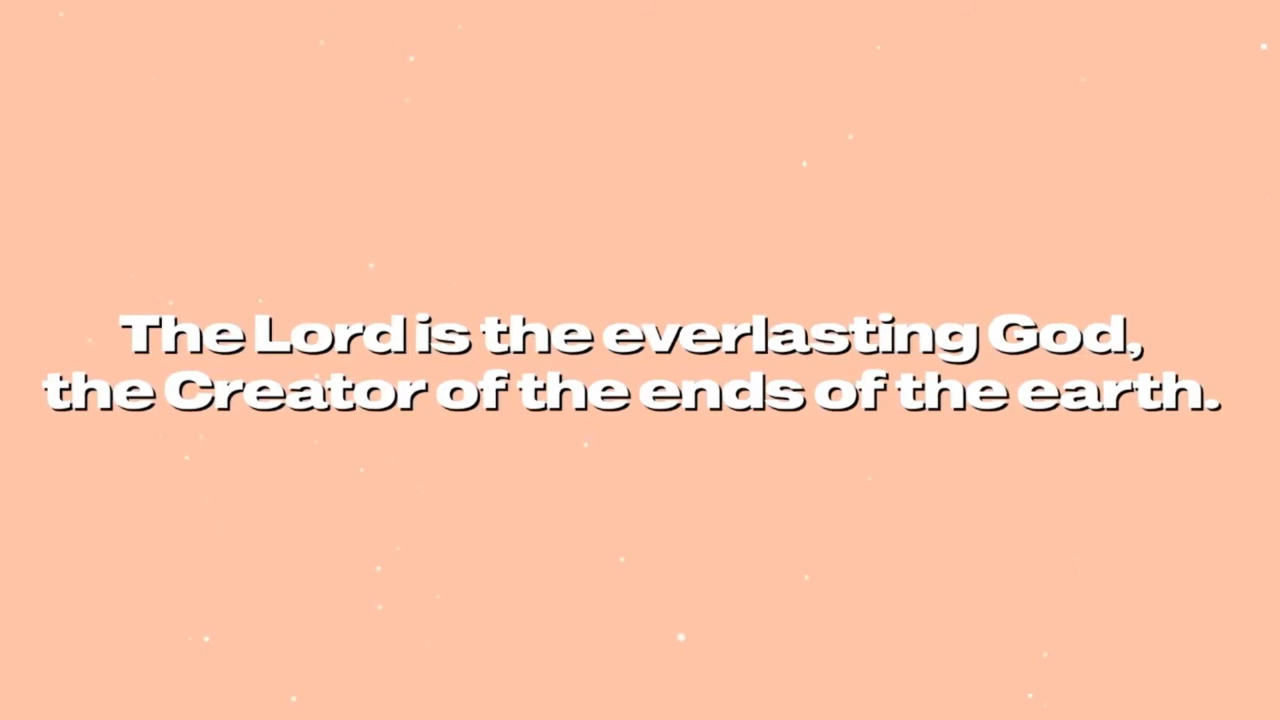 The Lord is the everlasting God,
the Creator of the ends of the earth.